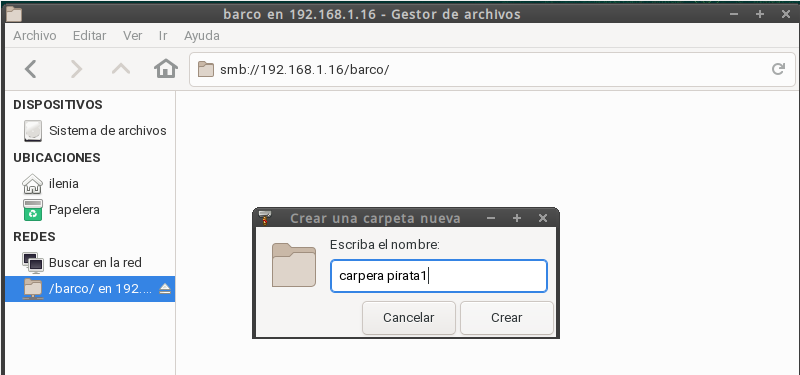 barco en 192.168.1.16 - Gestor de archivos
Archivo Editar Ver Ir Ayuda
smb://192.168.1.16/barco/
DISPOSITIVOS
Sistema de archivos
UBICACIONES
ilenia
Papelera
REDES
Buscar en la red
/barco/ en 192....
Crear una carpeta nueva
Escriba el nombre:
carpera pirata1
Cancelar Crear